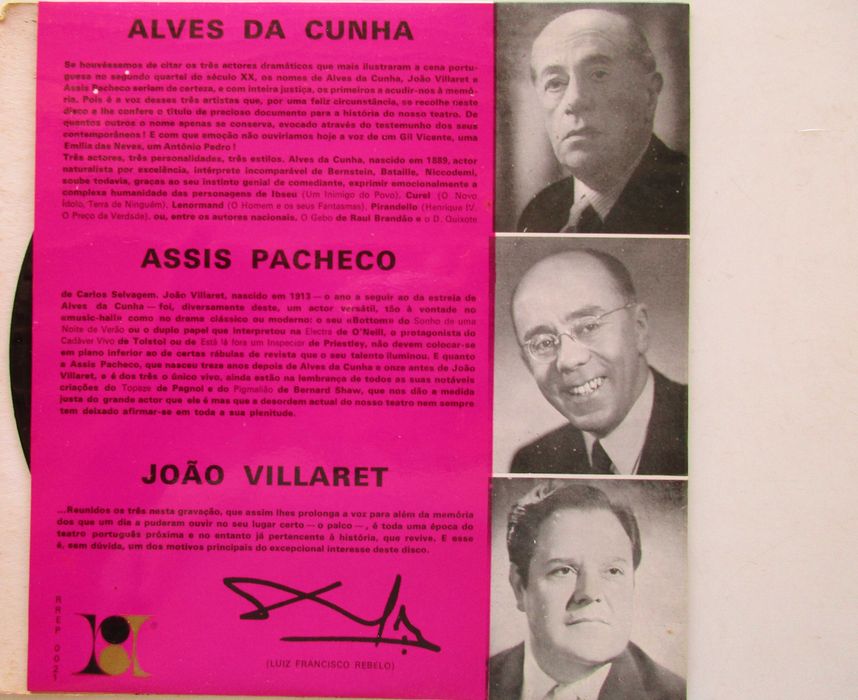 ALVES DA CUNHA
Se houvéssemos de citar os três actores dramáticos que mais ilustraram a cena portu-
guesa no segundo quartel do século XX, os nomes de Alves da Cunha, João Villaret e
Assis Pacheco seriam de certeza, e com inteira justiça, os primeiros a acudir-nos à memó-
ria. Pois é a voz desses três artistas que, por uma feliz circunstância, se recolhe neste
disco e lhe confere o título de precioso documento para a história do nosso teatro. De
quantos outros o nome apenas se conserva, evocado através do testemunho dos seus
contemporâneos! E com que emoção não ouviríamos hoje a voz de um Gil Vicente, uma
Emília das Neves, um António Pedro!
Três actores, três personalidades, três estilos. Alves da Cunha, nascido em 1889, actor
naturalista por excelência, intérprete incomparável de Bernstein, Bataille, Niccodemi,
soube todavia, graças ao seu instinto genial de comediante, exprimir emocionalmente a
complexa humanidade das personagens de Ibseu (Um Inimigo do Povo), Curel (O Novo
Ídolo, Terra de Ninguém), Lenormand (O Homem e os seus Fantasmas), Pirandello (Henrique IV,
O Preço da Verdade), ou, entre os autores nacionais, O Gebo de Raul Brandão e o D. Quixote
ASSIS PACHECO
de Carlos Selvagem. João Villaret, nascido em 1913 — o ano a seguir ao da estreia de
Alves da Cunha — foi, diversamente deste, um actor versátil, tão à vontade no
«music-hall» como no drama clássico ou moderno: o seu «Bottom» do Sonho de uma
Noite de Verão ou o duplo papel que interpretou na Electra de O'Neill, o protagonista do
Cadáver Vivo de Tolstoi ou de Está lá fora um Inspector de Priestley, não devem colocar-se
em plano inferior ao de certas rábulas de revista que o seu talento iluminou. E quanto
a Assis Pacheco, que nasceu treze anos depois de Alves da Cunha e onze antes de João
Villaret, e é dos três o único vivo, ainda estão na lembrança de todos as suas notáveis
criações do Topaze de Pagnol e do Pigmalião de Bernard Shaw, que nos dão a medida
justa do grande actor que ele é mas que a desordem actual do nosso teatro nem sempre
tem deixado afirmar-se em toda a sua plenitude.
JOÃO VILLARET
...Reunidos os três nesta gravação, que assim lhes prolonga a voz para além da memória
dos que um dia a puderam ouvir no seu lugar certo — o palco —, é toda uma época do
teatro português próxima e no entanto já pertencente à história, que revive. E esse
é, sem dúvida, um dos motivos principais do excepcional interesse deste disco.
(LUIZ FRANCISCO REBELO)
RREP 0021